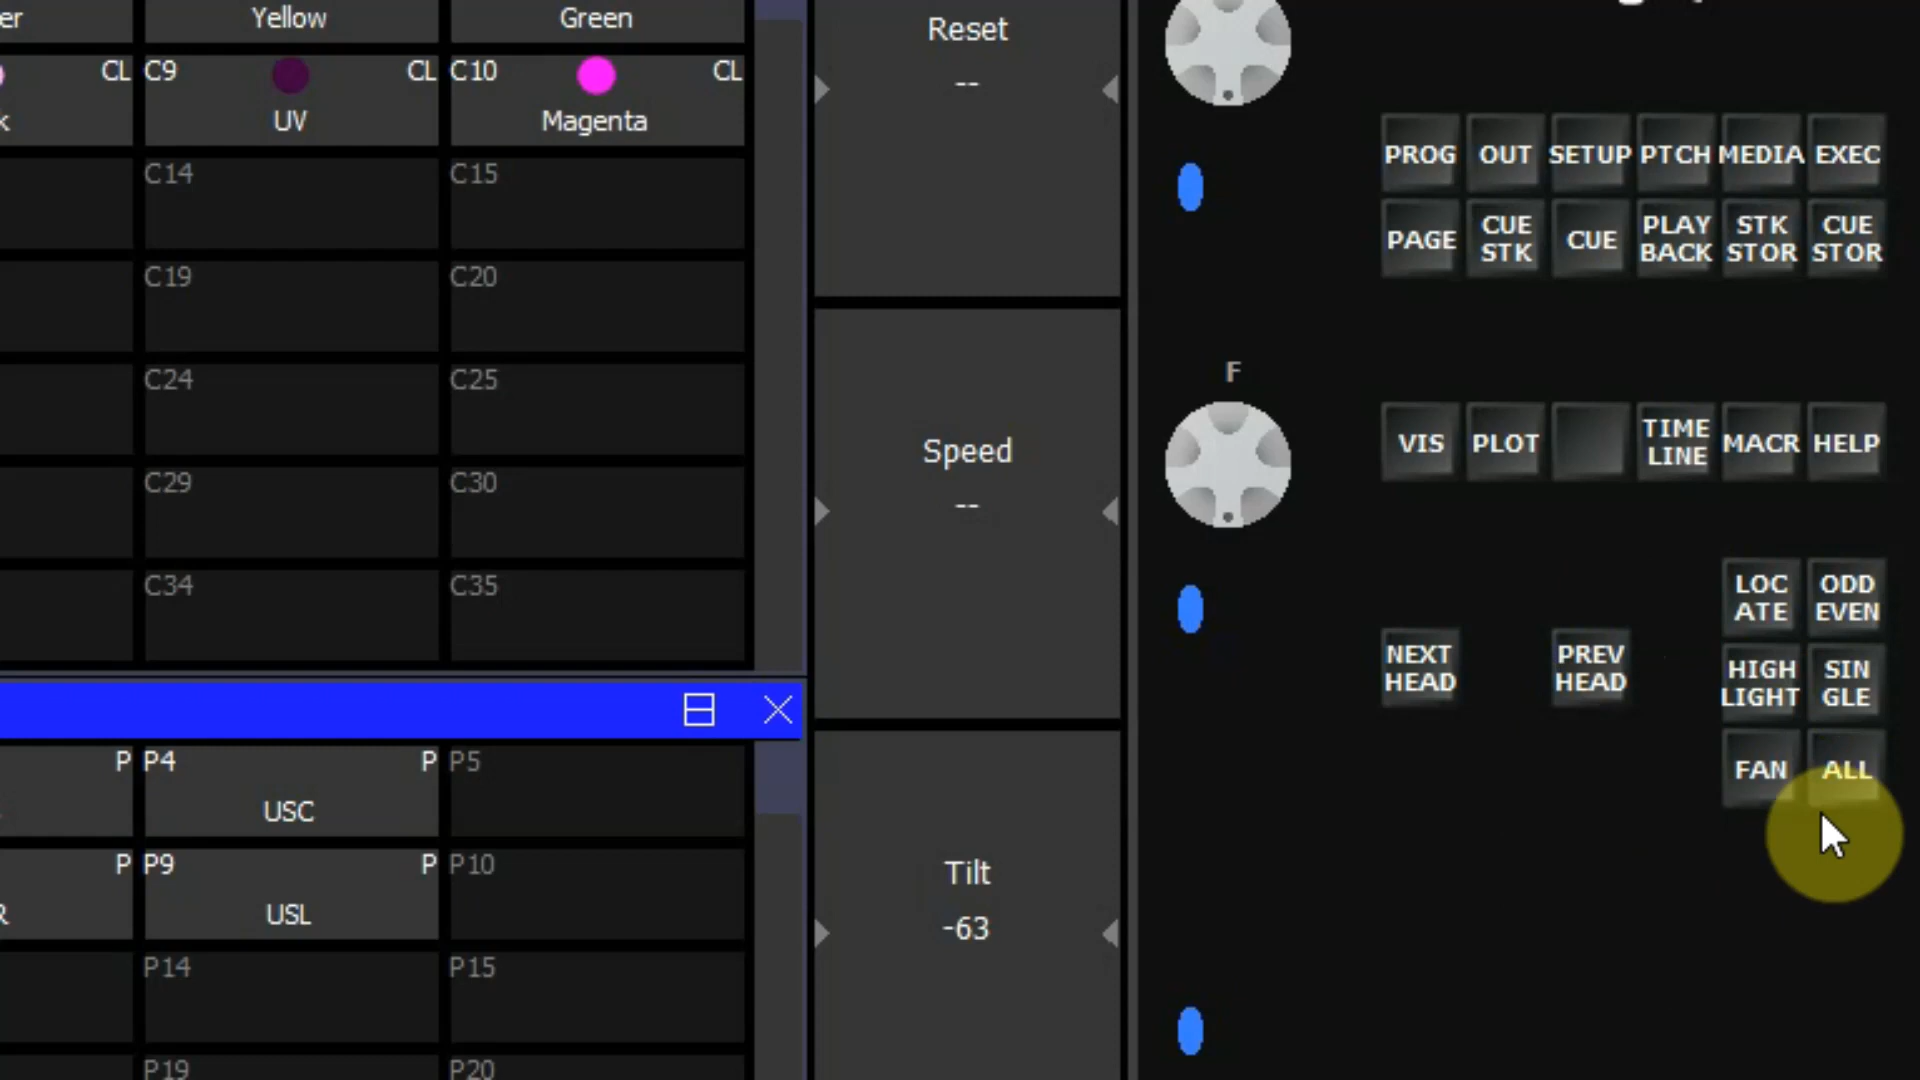 er
Yellow
Green
CL
C9
CL
C10
CL
k
UV
Magenta
C14
C15
C19
C20
C24
C25
C29
C30
C34
C35
P
P4
P
P5
USC
P
P9
P
P10
R
USL
P14
P15
P19
P20
Reset
--
Speed
--
Tilt
-63
F
PROG
OUT
SETUP
PTCH
MEDIA
EXEC
PAGE
CUE
STK
CUE
PLAY
BACK
STK
STOR
CUE
STOR
VIS
PLOT
TIME
LINE
MACR
HELP
LOC
ATE
ODD
EVEN
NEXT
HEAD
PREV
HEAD
HIGH
LIGHT
SIN
GLE
FAN
ALL